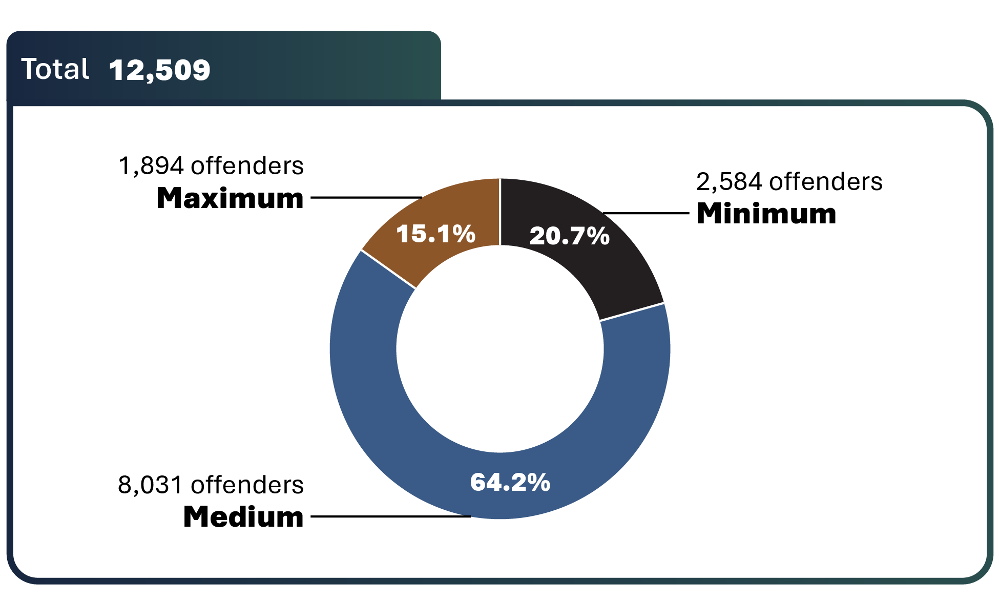 Total 12,509
1,894 offenders
Maximum
15.1%
2,584 offenders
Minimum
20.7%
8,031 offenders
Medium
64.2%